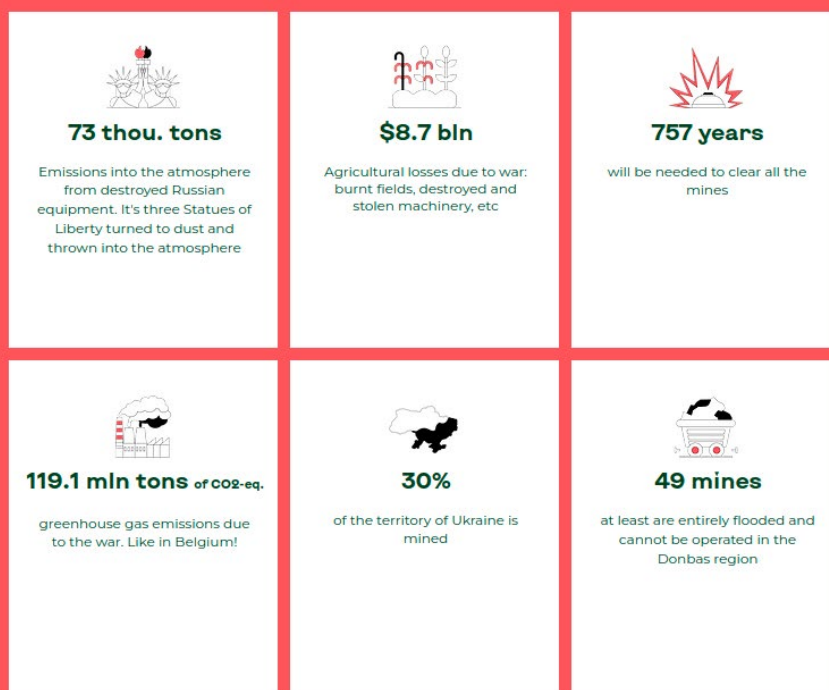 73 thou. tons
Emissions into the atmosphere
from destroyed Russian
equipment. It's three Statues of
Liberty turned to dust and
thrown into the atmosphere
$8.7 bln
Agricultural losses due to war:
burnt fields, destroyed and
stolen machinery, etc
757 years
will be needed to clear all the
mines
119.1 mln tons of CO2-eq.
greenhouse gas emissions due
to the war. Like in Belgium!
30%
of the territory of Ukraine is
mined
49 mines
at least are entirely flooded and
cannot be operated in the
Donbas region